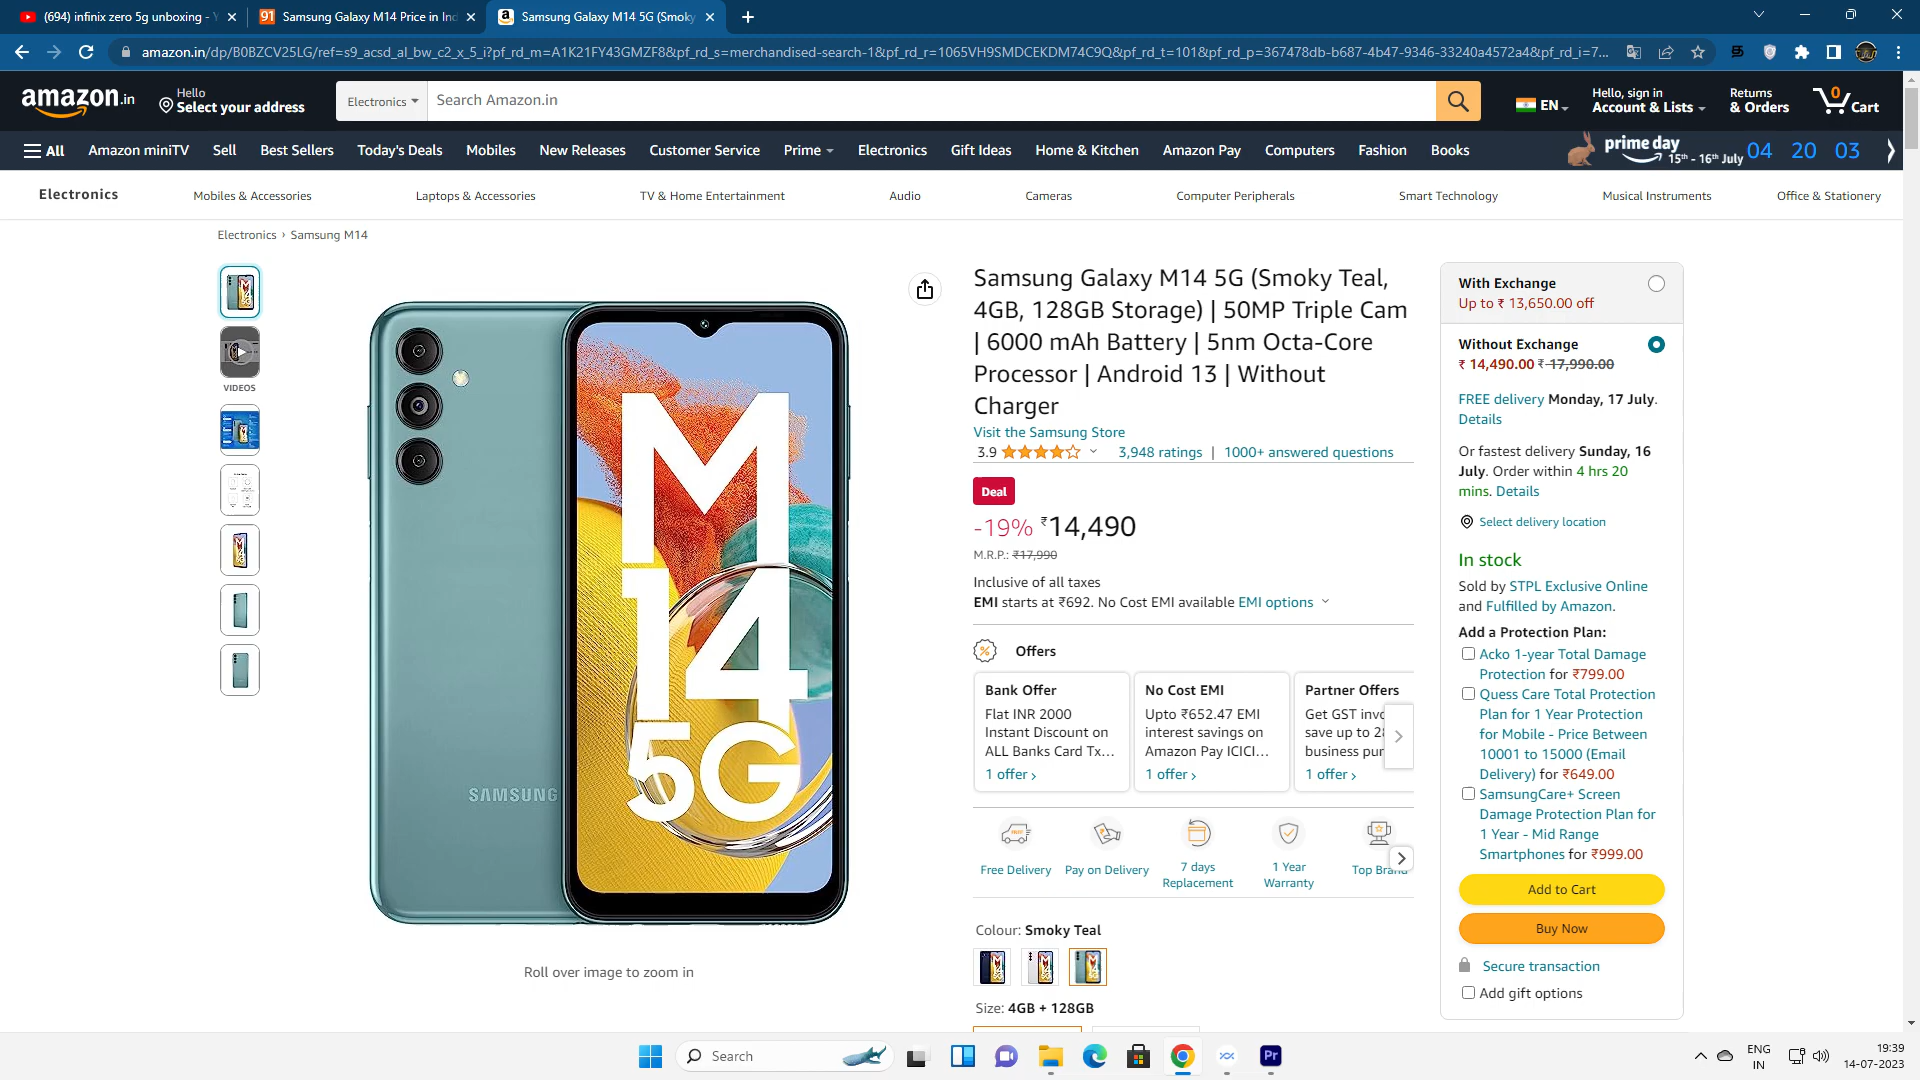 (694) infinix zero 5g unboxing - Y
Samsung Galaxy M14 Price in Ind
Samsung Galaxy M14 5G (Smoky
amazon.in/dp/B0BZCV25LG/ref=s9_acsd_al_bw_c2_x_5_i?pf_rd_m=A1K21FY43GMZF8&pf_rd_s=merchandised-search-1&pf_rd_r=1065VH9SMDCEKDM74C9Q&pf_rd_t=101&pf_rd_p=367478db-b687-4b47-9346-33240a4572a4&pf_rd_i=7...
amazon.in
Hello
Select your address
Electronics
Search Amazon.in
EN
Hello, sign in
Account & Lists
Returns
& Orders
0
Cart
All
Amazon miniTV
Sell
Best Sellers
Today's Deals
Mobiles
New Releases
Customer Service
Prime
Electronics
Gift Ideas
Home & Kitchen
Amazon Pay
Computers
Fashion
Books
prime day
15th - 16th July
04 20 03
Electronics
Mobiles & Accessories
Laptops & Accessories
TV & Home Entertainment
Audio
Cameras
Computer Peripherals
Smart Technology
Musical Instruments
Office & Stationery
Electronics › Samsung M14
VIDEOS
M
14
5G
SAMSUNG
Roll over image to zoom in
Samsung Galaxy M14 5G (Smoky Teal,
4GB, 128GB Storage) | 50MP Triple Cam
| 6000 mAh Battery | 5nm Octa-Core
Processor | Android 13 | Without
Charger
Visit the Samsung Store
3.9
3,948 ratings | 1000+ answered questions
Deal
-19% ₹14,490
M.R.P.: ₹17,990
Inclusive of all taxes
EMI starts at ₹692. No Cost EMI available EMI options
Offers
Bank Offer
Flat INR 2000
Instant Discount on
ALL Banks Card Tx...
1 offer ›
No Cost EMI
Upto ₹652.47 EMI
interest savings on
Amazon Pay ICICI...
1 offer ›
Partner Offers
Get GST invo
save up to 28
business pur
1 offer ›
Free Delivery
Pay on Delivery
7 days
Replacement
1 Year
Warranty
Top Brand
Colour: Smoky Teal
Size: 4GB + 128GB
With Exchange
Up to ₹ 13,650.00 off
Without Exchange
₹ 14,490.00 ₹ 17,990.00
FREE delivery Monday, 17 July.
Details
Or fastest delivery Sunday, 16
July. Order within 4 hrs 20
mins. Details
Select delivery location
In stock
Sold by STPL Exclusive Online
and Fulfilled by Amazon.
Add a Protection Plan:
Acko 1-year Total Damage
Protection for ₹799.00
Quess Care Total Protection
Plan for 1 Year Protection
for Mobile - Price Between
10001 to 15000 (Email
Delivery) for ₹649.00
SamsungCare+ Screen
Damage Protection Plan for
1 Year - Mid Range
Smartphones for ₹999.00
Add to Cart
Buy Now
Secure transaction
Add gift options
Search
Pr
ENG
IN
19:39
14-07-2023